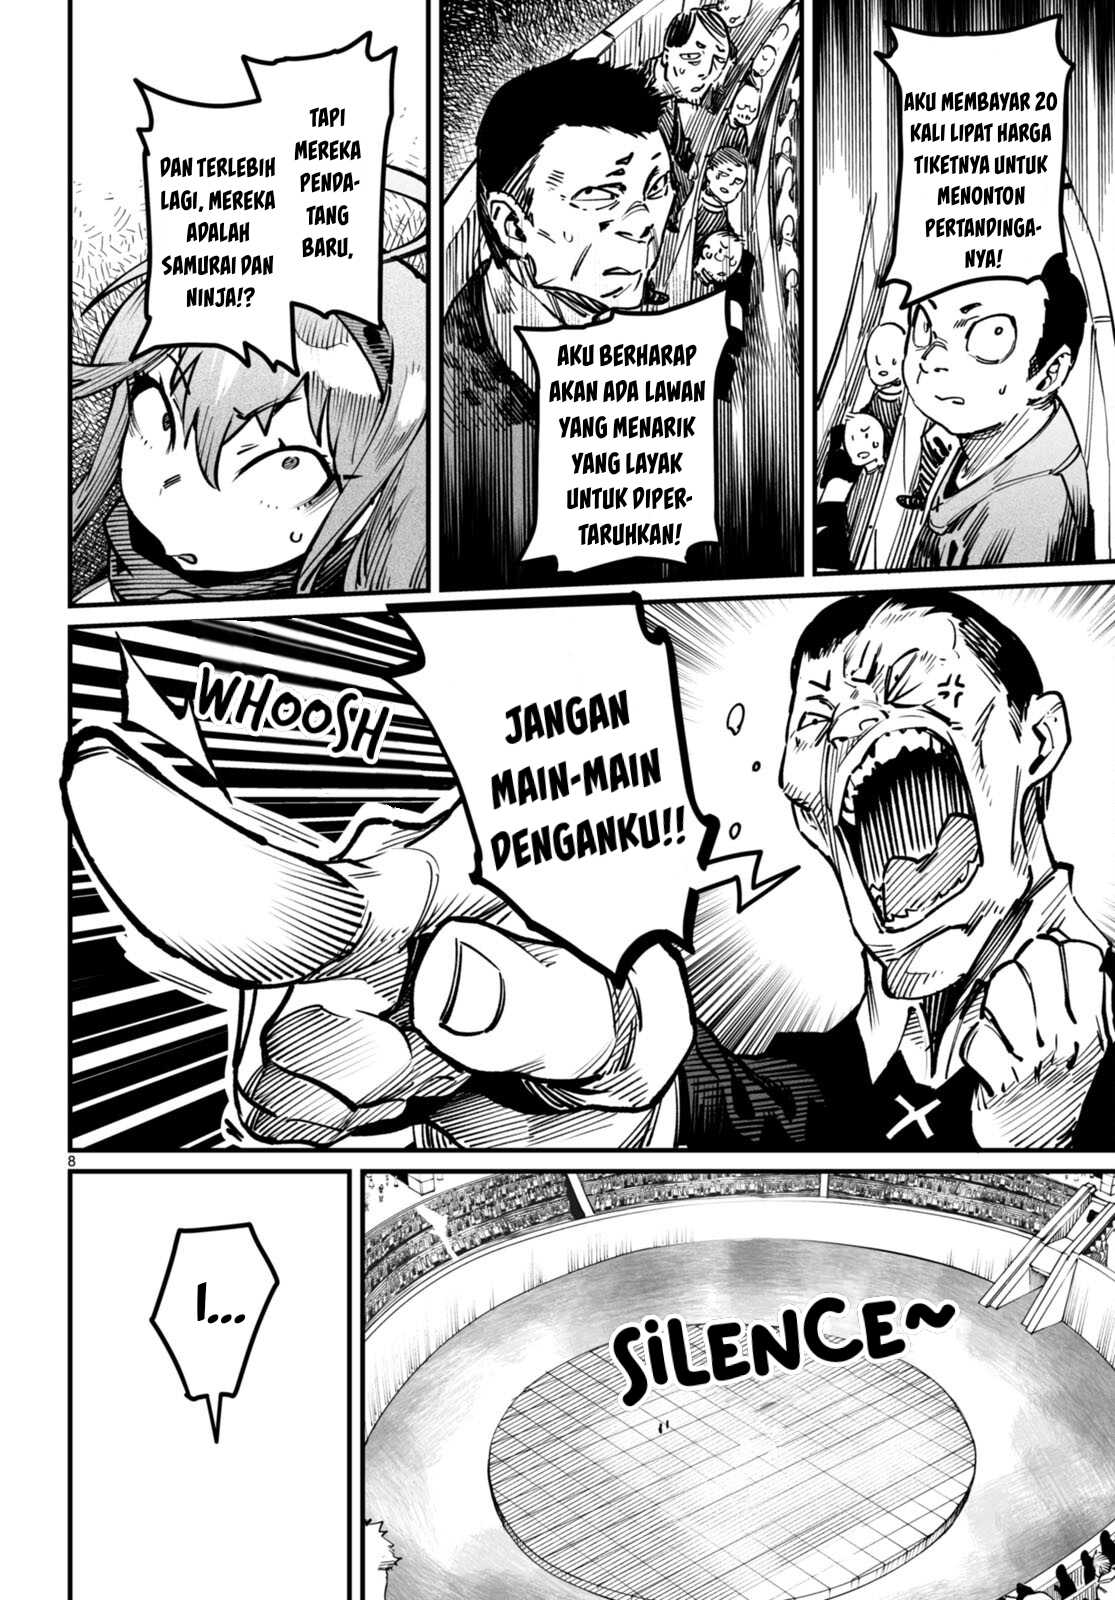 AKU MEMBAYAR 20
KALI LIPAT HARGA
TIKETNYA UNTUK
MENONTON
PERTANDINGA-
NYA!
AKU BERHARAP
AKAN ADA LAWAN
YANG MENARIK
YANG LAYAK
UNTUK DIPER-
TARUHKAN!
TAPI
MEREKA
PENDA-
TANG
BARU,
DAN TERLEBIH
LAGI, MEREKA
ADALAH
SAMURAI DAN
NINJA!?
JANGAN
MAIN-MAIN
DENGANKU!!
WHOOSH
8
SILENCE~
I...